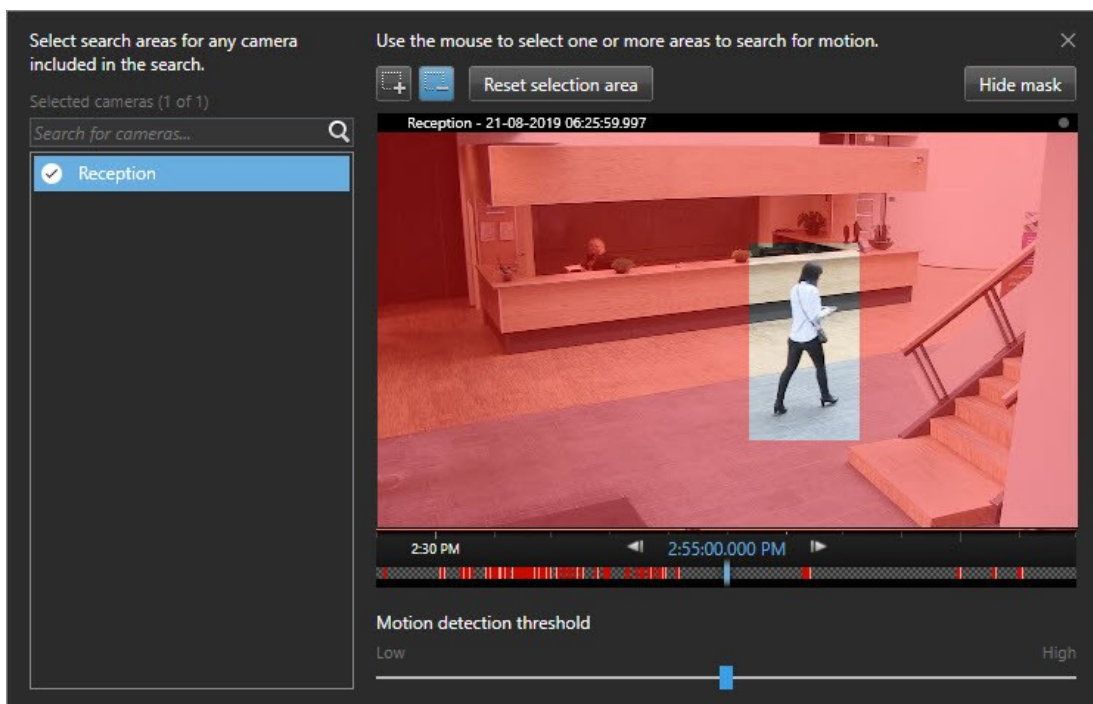 Select search areas for any camera
included in the search.
Selected cameras (1 of 1)
Search for cameras...
Reception
Use the mouse to select one or more areas to search for motion.
Reset selection area
Hide mask
Reception - 21-08-2019 06:25:59.997
2:30 PM
2:55:00.000 PM
Motion detection threshold
Low
High